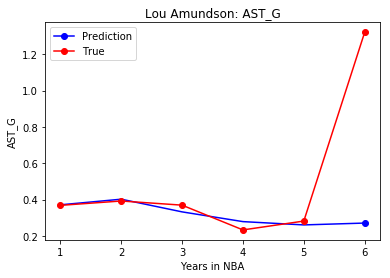 Lou Amundson: AST_G
Prediction
True
AST_G
1.2
1.0
0.8
0.6
0.4
0.2
1 2 3 4 5 6
Years in NBA